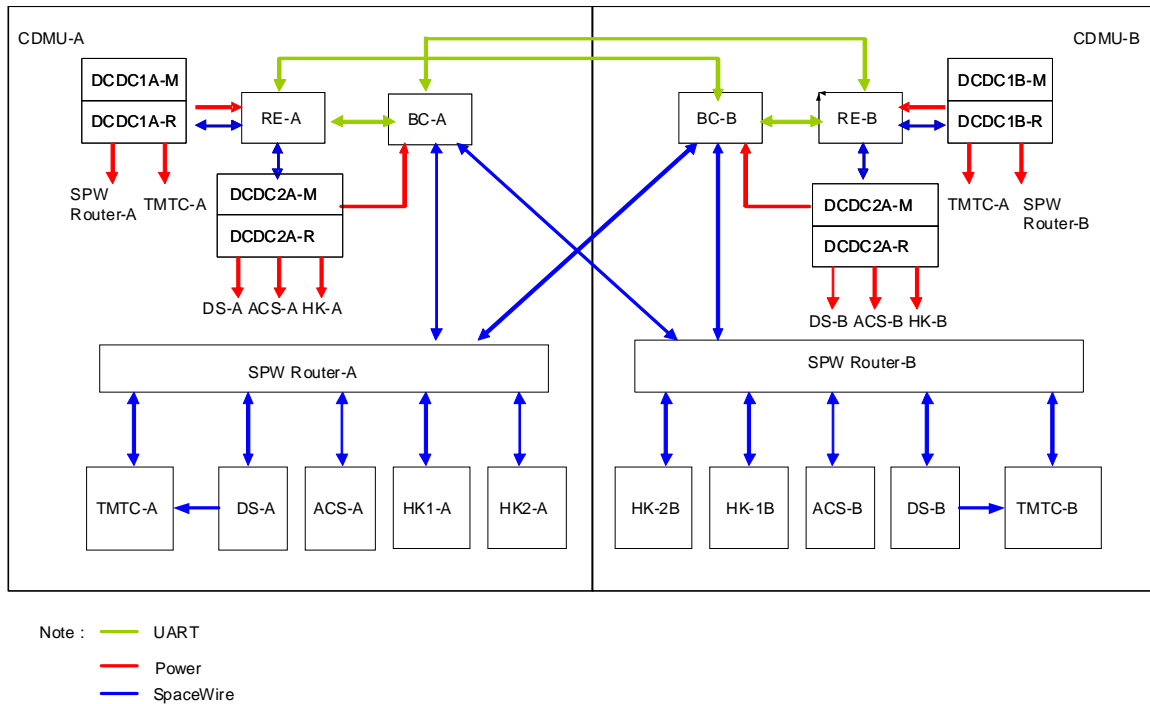 CDMU-A
DCDC1A-M
DCDC1A-R
RE-A
BC-A
SPW
Router-A
TMTC-A
DCDC2A-M
DCDC2A-R
DS-A ACS-A HK-A
SPW Router-A
TMTC-A
DS-A
ACS-A
HK1-A
HK2-A
CDMU-B
BC-B
RE-B
DCDC1B-M
DCDC1B-R
TMTC-A
SPW
Router-B
DCDC2A-M
DCDC2A-R
DS-B ACS-B HK-B
SPW Router-B
HK-2B
HK-1B
ACS-B
DS-B
TMTC-B
Note : UART
Power
SpaceWire